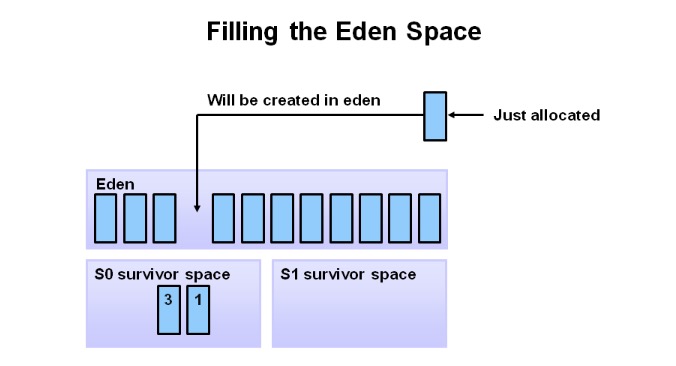 Filling the Eden Space
Will be created in eden
Just allocated
Eden
S0 survivor space
3 1
S1 survivor space